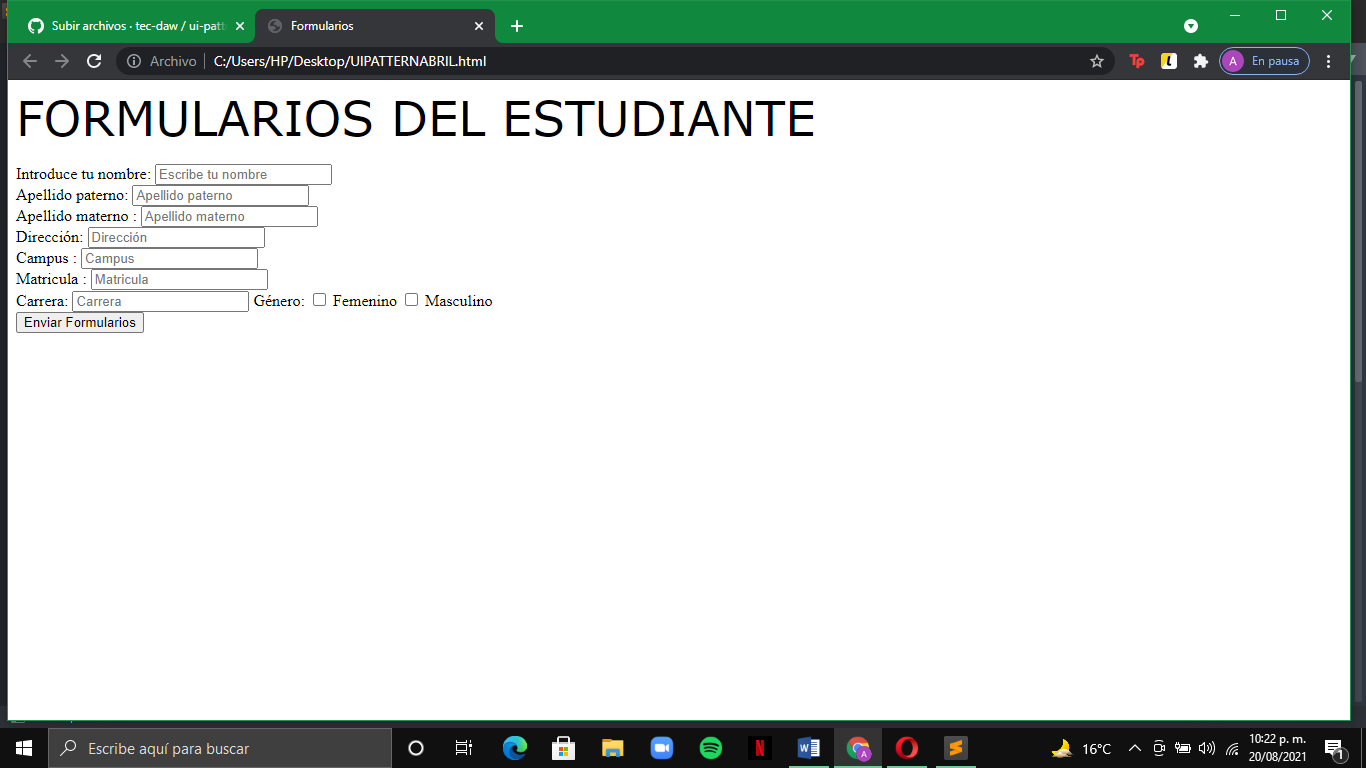 Subir archivos · tec-daw / ui-patt
Formularios
Archivo C:/Users/HP/Desktop/UIPATTERNABRIL.html
Tp
A En pausa
FORMULARIOS DEL ESTUDIANTE
Introduce tu nombre: Escribe tu nombre
Apellido paterno: Apellido paterno
Apellido materno : Apellido materno
Dirección: Dirección
Campus : Campus
Matricula : Matricula
Carrera: Carrera Género: Femenino Masculino
Enviar Formularios
Escribe aquí para buscar
N
W
A
S
16°C
10:22 p. m.
20/08/2021
1